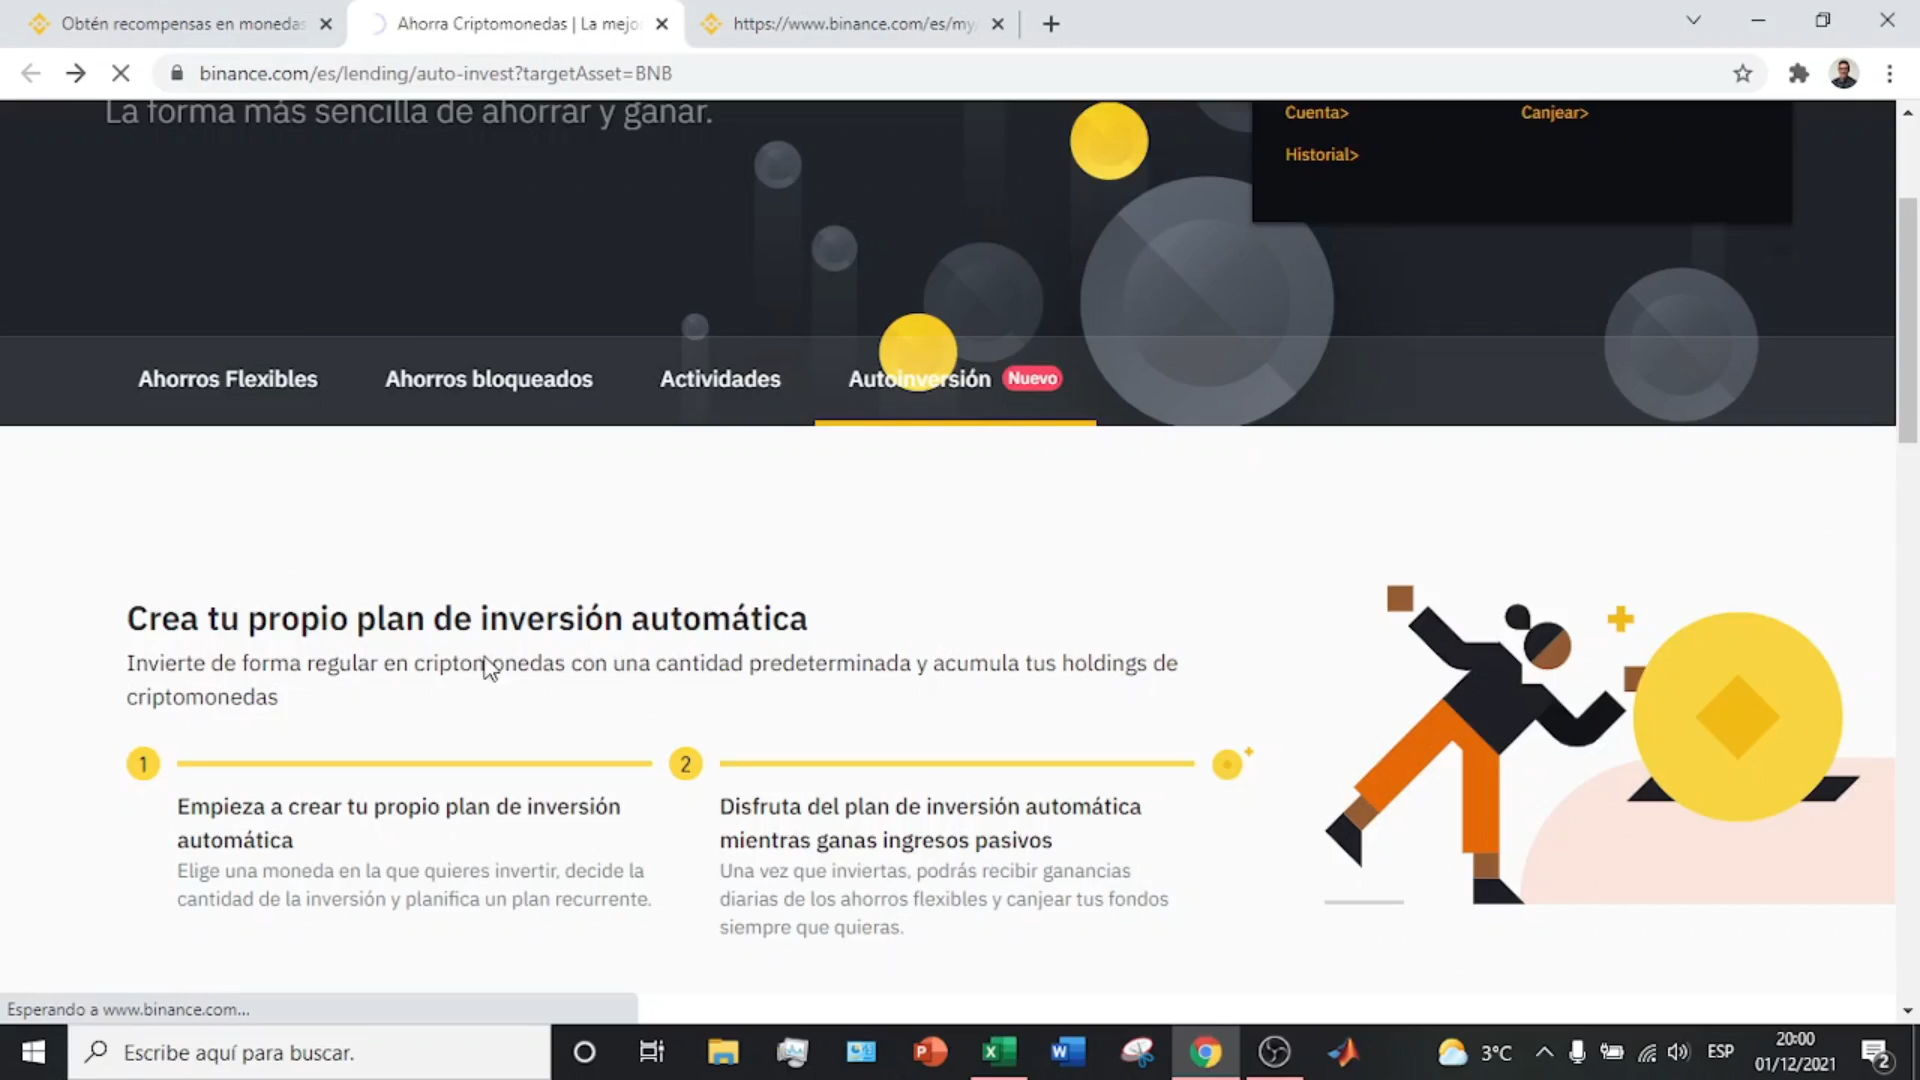 Obtén recompensas en monedas
Ahorra Criptomonedas | La mejo
https://www.binance.com/es/my
binance.com/es/lending/auto-invest?targetAsset=BNB
La forma más sencilla de ahorrar y ganar.
Cuenta>
Canjear>
Historial>
Ahorros Flexibles
Ahorros bloqueados
Actividades
Autoinversión
Nuevo
Crea tu propio plan de inversión automática
Invierte de forma regular en criptomonedas con una cantidad predeterminada y acumula tus holdings de
criptomonedas
1
2
Empieza a crear tu propio plan de inversión
automática
Elige una moneda en la que quieres invertir, decide la
cantidad de la inversión y planifica un plan recurrente.
Disfruta del plan de inversión automática
mientras ganas ingresos pasivos
Una vez que inviertas, podrás recibir ganancias
diarias de los ahorros flexibles y canjear tus fondos
siempre que quieras.
Esperando a www.binance.com...
Escribe aquí para buscar.
3°C
ESP
20:00
01/12/2021
2